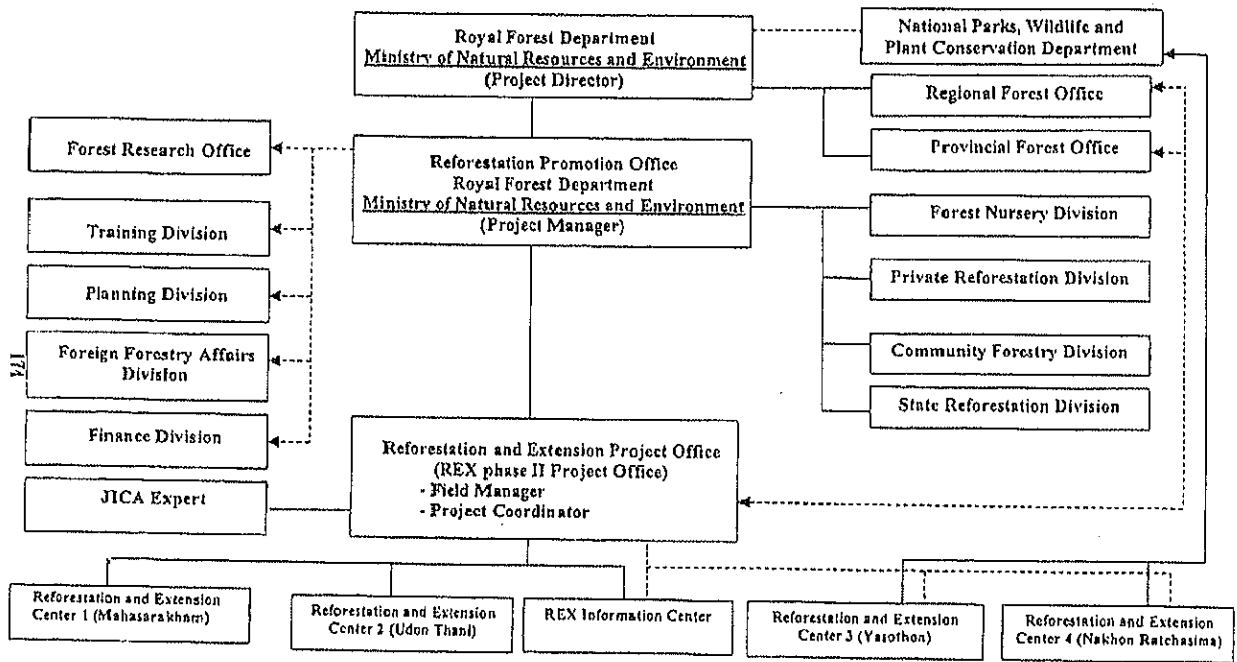 Royal Forest Department
Ministry of Natural Resources and Environment
(Project Director)
National Parks, Wildlife and
Plant Conservation Department
Regional Forest Office
Provincial Forest Office
Forest Research Office
Reforestation Promotion Office
Royal Forest Department
Ministry of Natural Resources and Environment
(Project Manager)
Training Division
Planning Division
Foreign Forestry Affairs
Division
Finance Division
JICA Expert
Forest Nursery Division
Private Reforestation Division
Community Forestry Division
State Reforestation Division
Reforestation and Extension Project Office
(REX phase II Project Office)
- Field Manager
- Project Coordinator
Reforestation and Extension
Center 1 (Mahasarakham)
Reforestation and Extension
Center 2 (Udon Thani)
REX Information Center
Reforestation and Extension
Center 3 (Yasothon)
Reforestation and Extension
Center 4 (Nakhon Ratchasima)